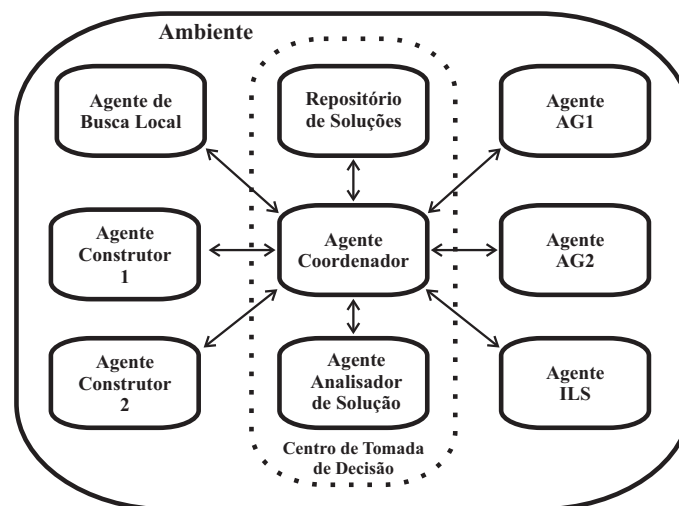 Ambiente
Agente de
Busca Local
Repositório
de Soluções
Agente
AG1
Agente
Construtor
1
Agente
Coordenador
Agente
AG2
Agente
Construtor
2
Agente
Analisador
de Solução
Agente
ILS
Centro de Tomada
de Decisão